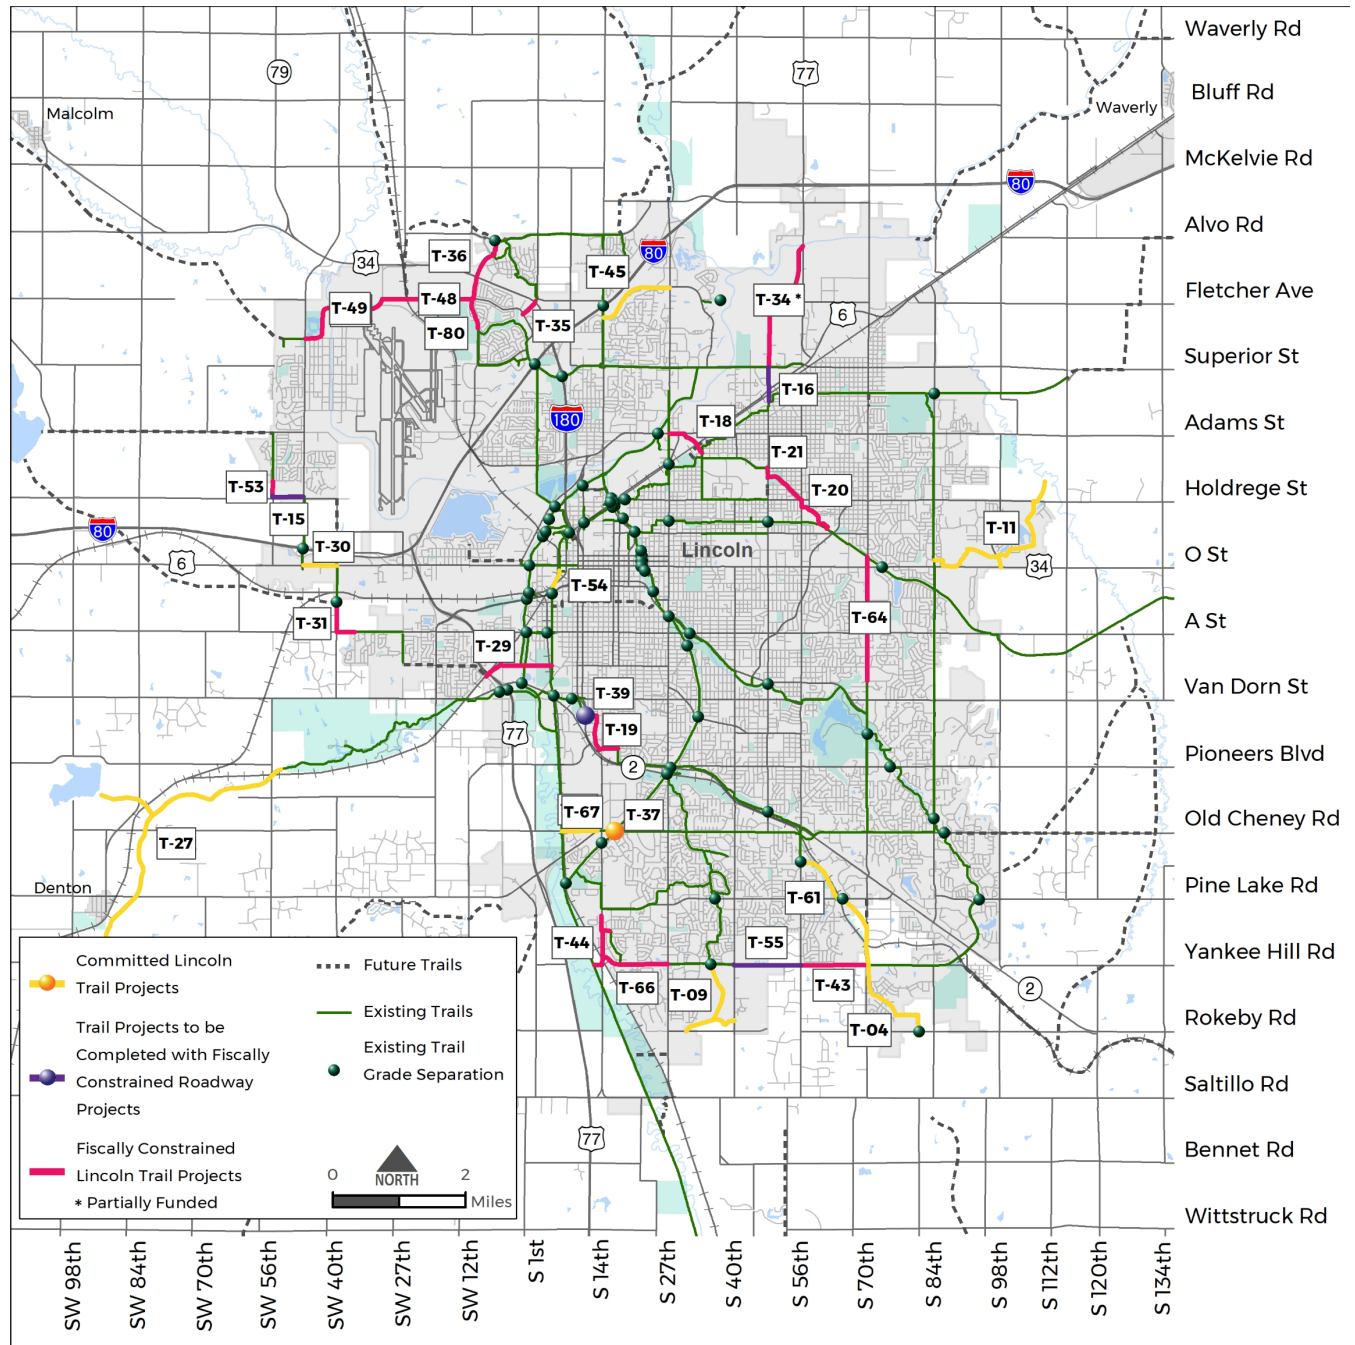 Waverly Rd
79
77
Bluff Rd
Malcolm
Waverly
McKelvie Rd
80
Alvo Rd
T-36
34
80
T-45
Fletcher Ave
T-49
T-48
T-34 *
6
T-80
T-35
Superior St
T-16
180
T-18
Adams St
T-21
T-53
T-20
Holdrege St
T-15
T-11
80
T-30
Lincoln
O St
6
34
T-54
T-31
T-64
A St
T-29
T-39
Van Dorn St
77
T-19
2
Pioneers Blvd
T-67
T-37
Old Cheney Rd
T-27
Denton
T-61
Pine Lake Rd
T-44
T-55
Yankee Hill Rd
T-66
T-09
T-43
2
T-04
Rokeby Rd
Saltillo Rd
77
Bennet Rd
Wittstruck Rd
Committed Lincoln
Trail Projects
Trail Projects to be
Completed with Fiscally
Constrained Roadway
Projects
Fiscally Constrained
Lincoln Trail Projects
* Partially Funded
Future Trails
Existing Trails
Existing Trail
Grade Separation
0
NORTH
2
Miles
SW 98th
SW 84th
SW 70th
SW 56th
SW 40th
SW 27th
SW 12th
S 1st
S 14th
S 27th
S 40th
S 56th
S 70th
S 84th
S 98th
S 112th
S 120th
S 134th